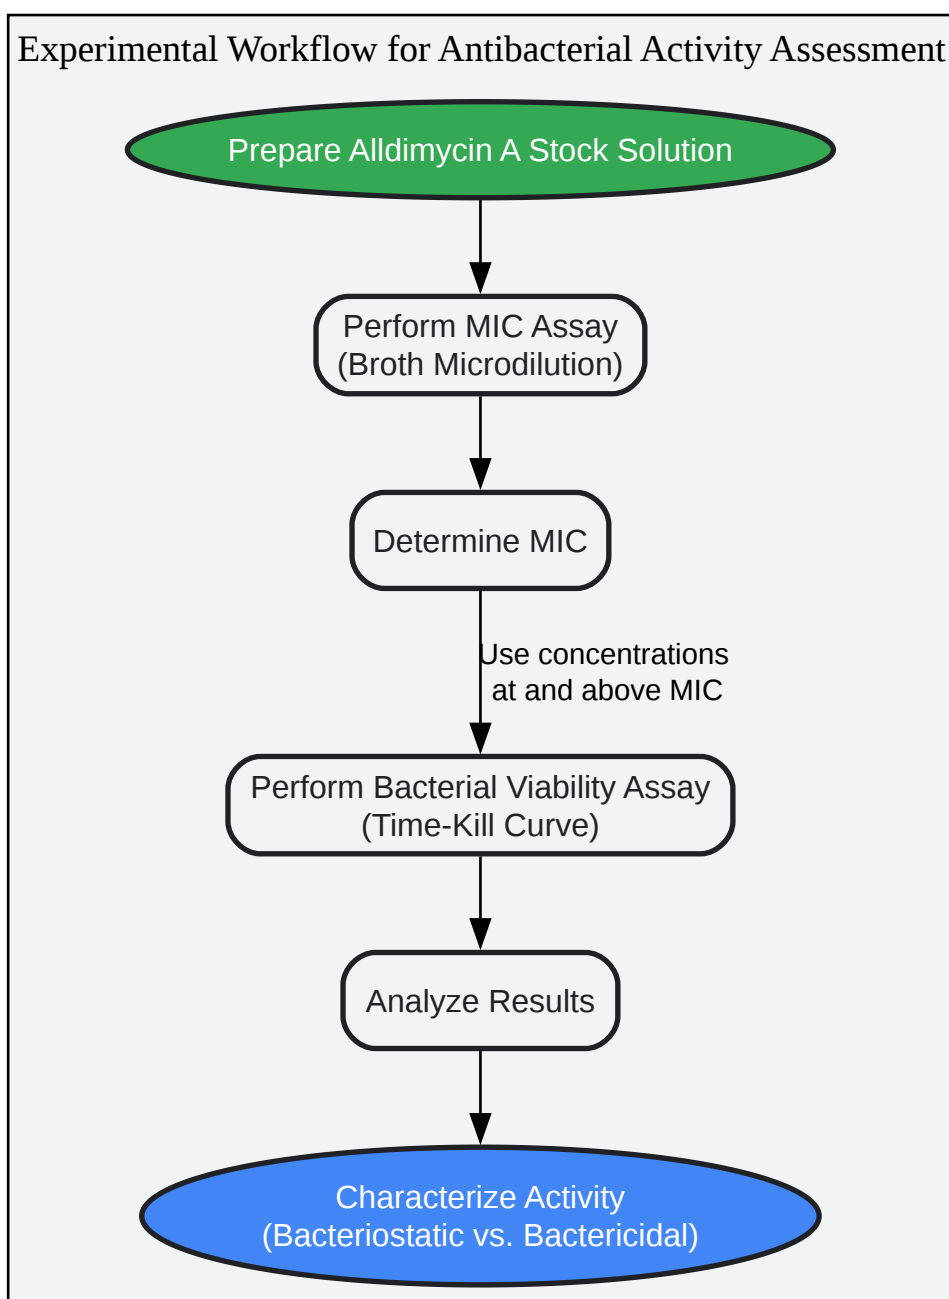 Experimental Workflow for Antibacterial Activity Assessment
Prepare Alldimycin A Stock Solution
Perform MIC Assay
(Broth Microdilution)
Determine MIC
Use concentrations
at and above MIC
Perform Bacterial Viability Assay
(Time-Kill Curve)
Analyze Results
Characterize Activity
(Bacteriostatic vs. Bactericidal)